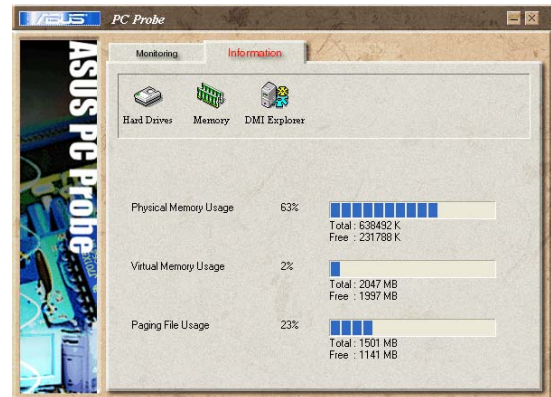 ASUS PC Probe
ASUS PC Probe
Monitoring Information
Hard Drives Memory DMI Explorer
Physical Memory Usage 63%
Total : 638492 K
Free : 231788 K
Virtual Memory Usage 2%
Total : 2047 MB
Free : 1997 MB
Paging File Usage 23%
Total : 1501 MB
Free : 1141 MB